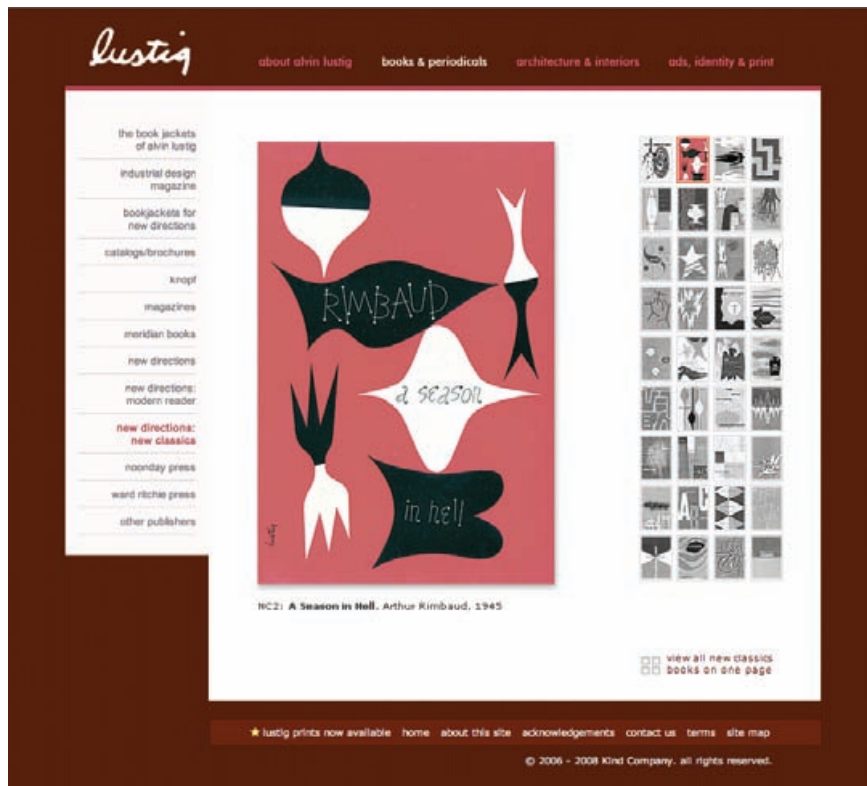 lustig
about alvin lustig books & periodicals architecture & interiors ads, identity & print
the book jackets
of alvin lustig
industrial design
magazine
bookjackets for
new directions
catalogs/brochures
knopf
magazines
meridian books
new directions
new directions:
modern reader
new directions:
new classics
noonday press
ward ritchie press
other publishers
RIMBAUD
a SEASON
in hell
lustig
NC2: A Season in Hell. Arthur Rimbaud. 1945
view all new classics
books on one page
lustig prints now available home about this site acknowledgements contact us terms site map
© 2006 - 2008 Kind Company. all rights reserved.